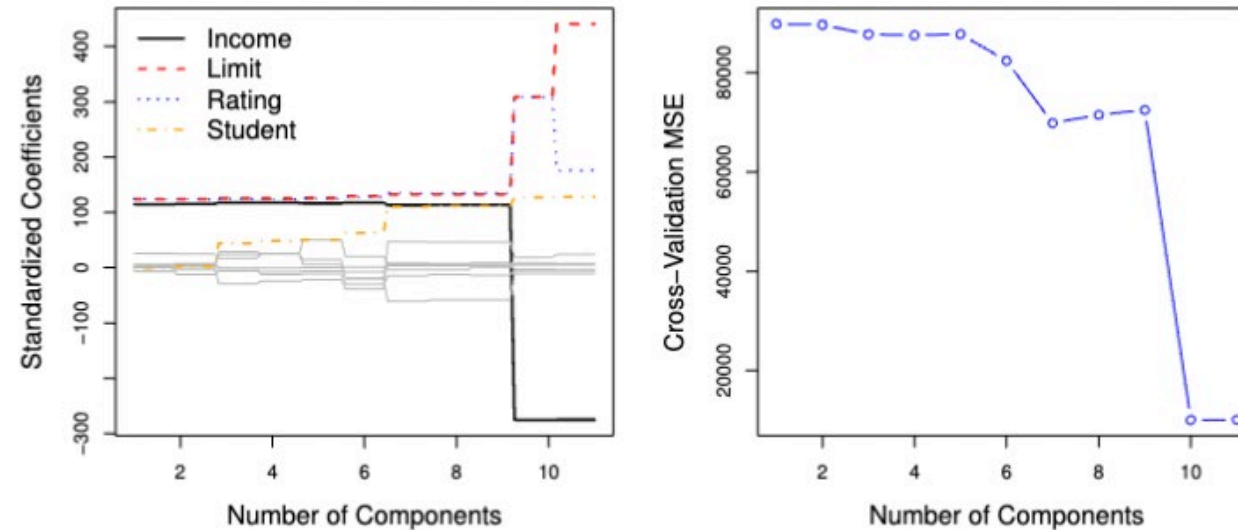 Income
Limit
Rating
Student
Standardized Coefficients
-300
-100
0
100
200
300
400
2 4 6 8 10
Number of Components
Cross-Validation MSE
20000
40000
60000
80000
2 4 6 8 10
Number of Components